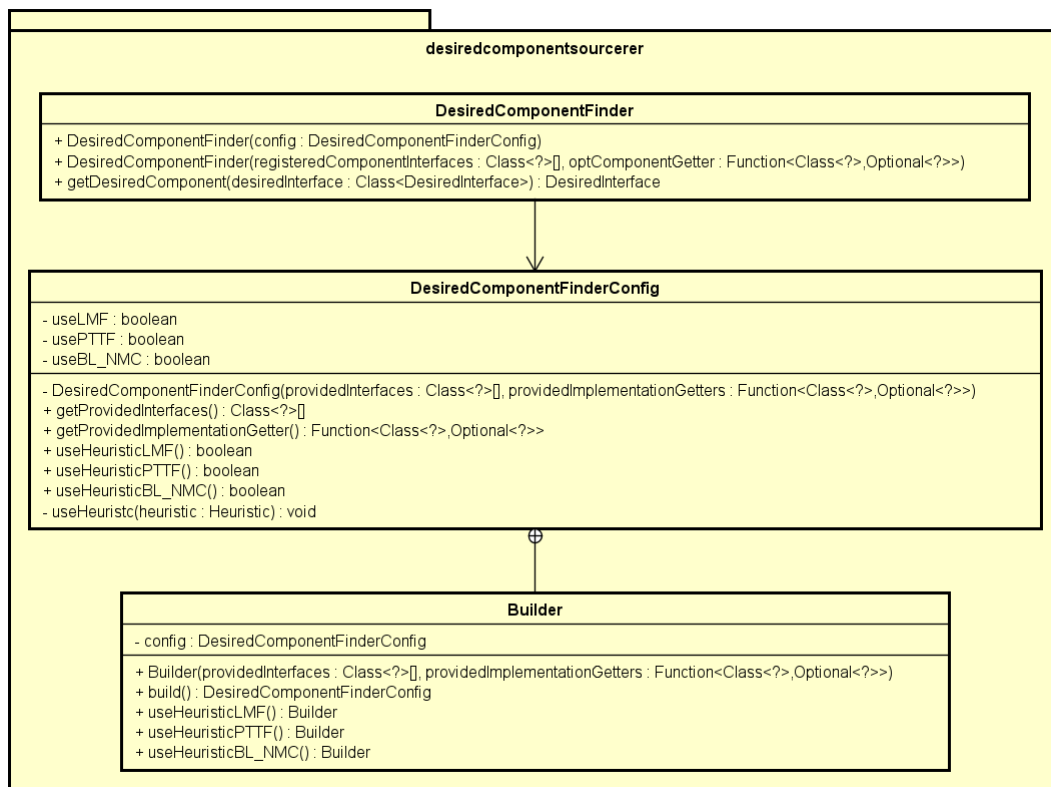 desiredcomponentsourcerer
DesiredComponentFinder
+ DesiredComponentFinder(config : DesiredComponentFinderConfig)
+ DesiredComponentFinder(registeredComponentInterfaces : Class<?>[], optComponentGetter : Function<Class<?>,Optional<?>>)
+ getDesiredComponent(desiredInterface : Class<DesiredInterface>) : DesiredInterface
DesiredComponentFinderConfig
- useLMF : boolean
- usePTTF : boolean
- useBL_NMC : boolean
- DesiredComponentFinderConfig(providedInterfaces : Class<?>[], providedImplementationGetters : Function<Class<?>,Optional<?>>)
+ getProvidedInterfaces() : Class<?>[]
+ getProvidedImplementationGetter() : Function<Class<?>,Optional<?>>
+ useHeuristicLMF() : boolean
+ useHeuristicPTTF() : boolean
+ useHeuristicBL_NMC() : boolean
- useHeuristc(heuristic : Heuristic) : void
Builder
- config : DesiredComponentFinderConfig
+ Builder(providedInterfaces : Class<?>[], providedImplementationGetters : Function<Class<?>,Optional<?>>)
+ build() : DesiredComponentFinderConfig
+ useHeuristicLMF() : Builder
+ useHeuristicPTTF() : Builder
+ useHeuristicBL_NMC() : Builder